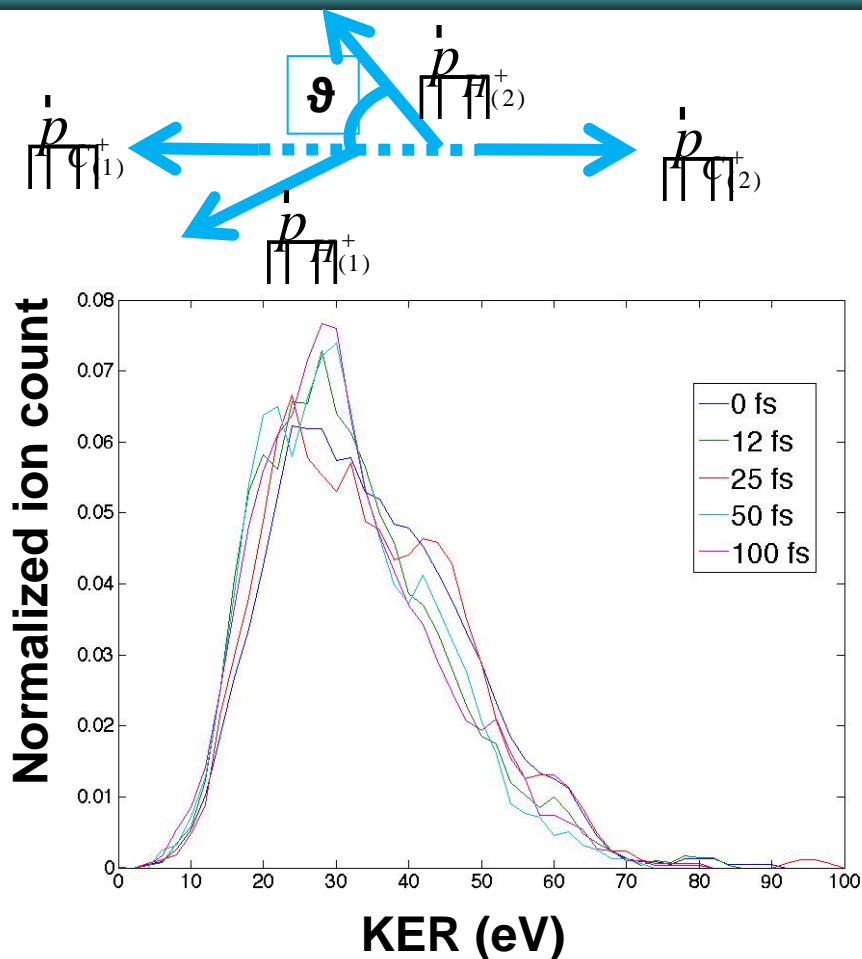 ϑ
p H+(2)
p C+(1)
p C+(2)
p H+(1)
Normalized ion count
0.08
0.07
0.06
0.05
0.04
0.03
0.02
0.01
0
0 fs
12 fs
25 fs
50 fs
100 fs
0 10 20 30 40 50 60 70 80 90 100
KER (eV)